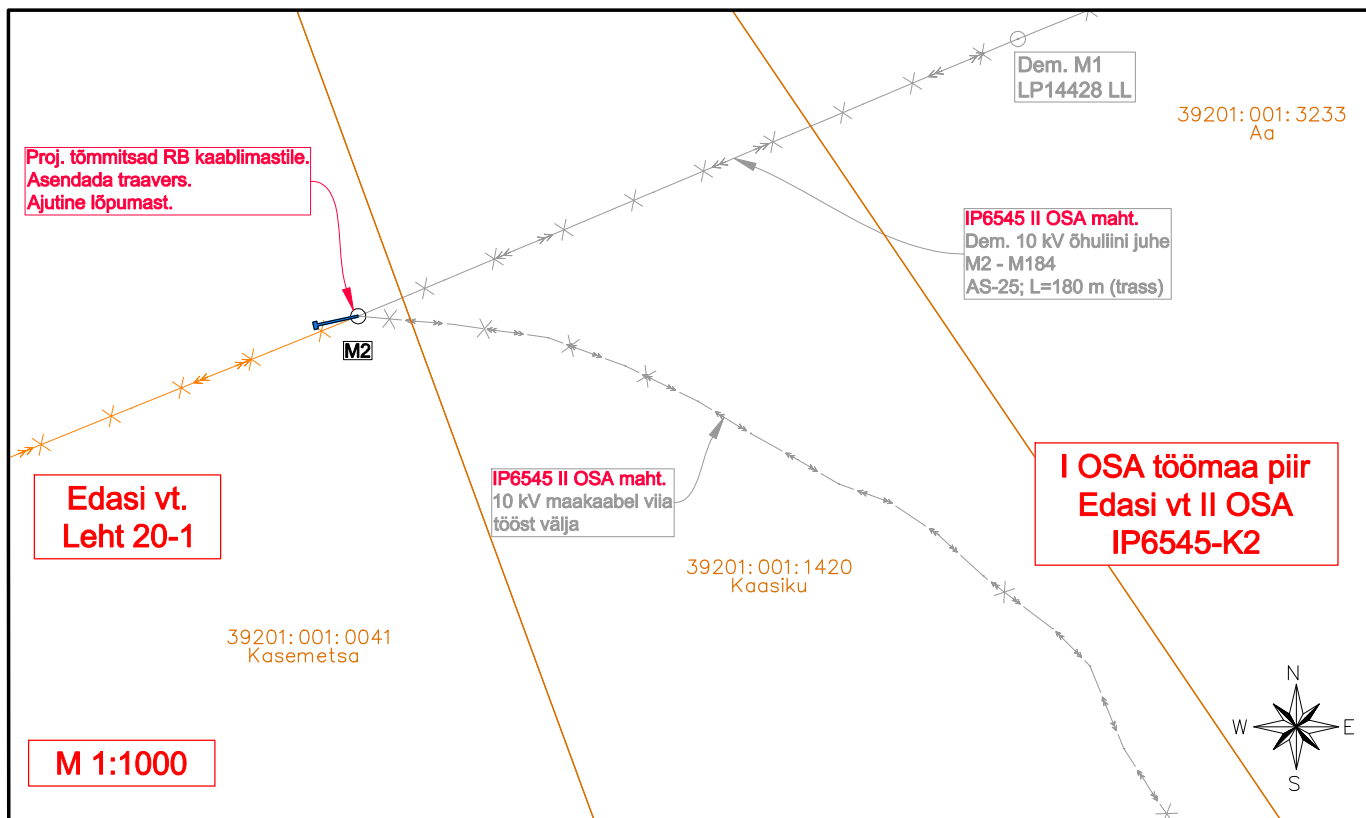 Dem. M1
LP14428 LL
39201:001:3233
Aa
Proj. tõmmitsad RB kaablimastile.
Asendada traavers.
Ajutine lõpumast.
IP6545 II OSA maht.
Dem. 10 kV õhuliini juhe
M2 - M184
AS-25; L=180 m (trass)
M2
Edasi vt.
Leht 20-1
IP6545 II OSA maht.
10 kV maakaabel viia
tööst välja
I OSA töömaa piir
Edasi vt II OSA
IP6545-K2
39201:001:1420
Kaasiku
39201:001:0041
Kasemetsa
M 1:1000
N
W
E
S